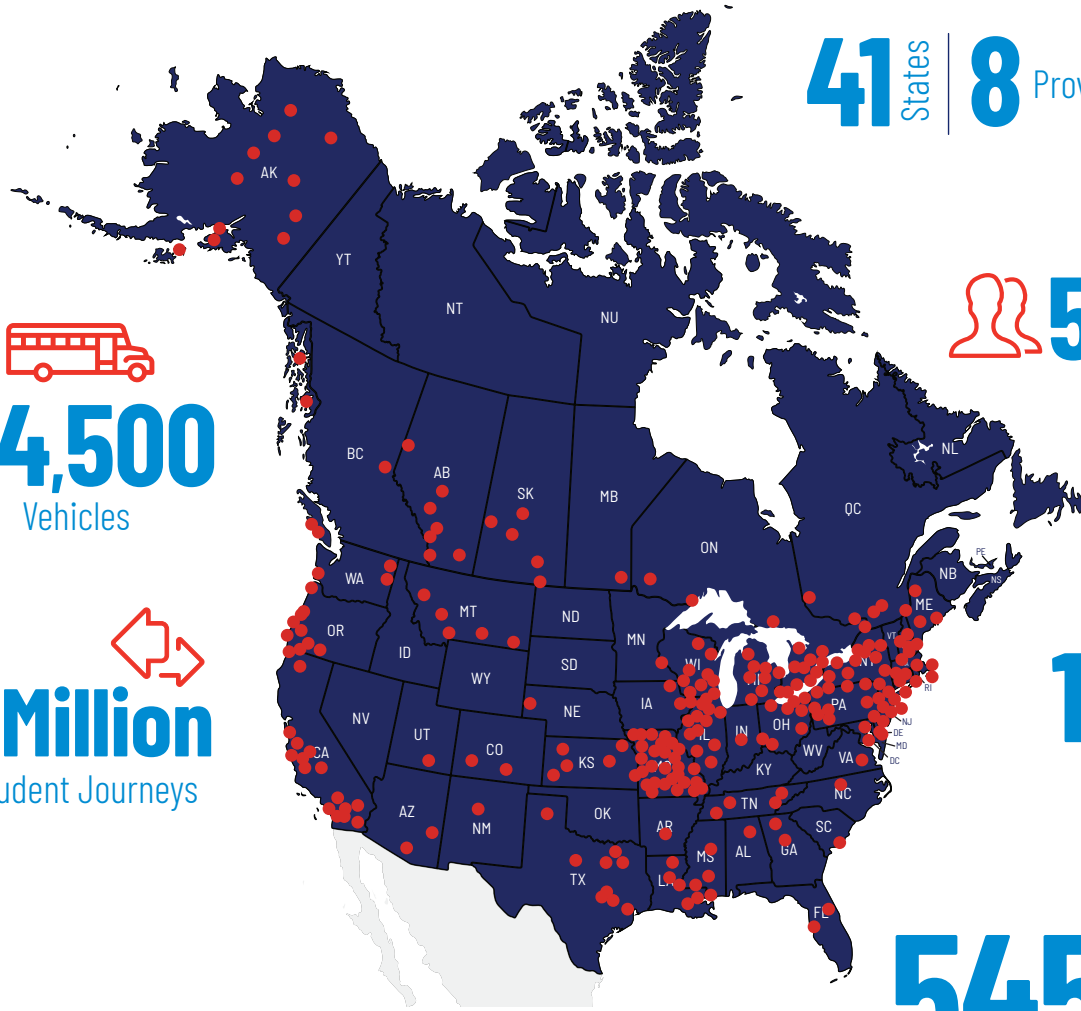 41 States | 8 Prov
AK
YT
NT
NU
5
4,500
Vehicles
BC
AB
SK
MB
ON
QC
NL
PE
NB
NS
WA
MT
ND
MN
ME
OR
ID
WY
SD
WI
VT
NY
MI
RI
Million
udent Journeys
1
NV
UT
CO
NE
IA
IL
IN
OH
PA
NJ
DE
MD
DC
CA
KS
MO
KY
WV
VA
AZ
NM
OK
AR
TN
NC
SC
TX
LA
MS
AL
GA
FL
545